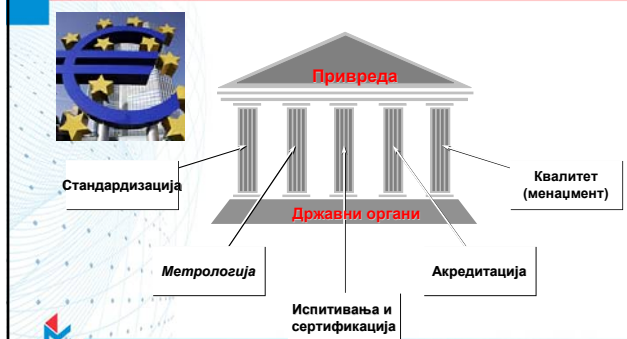 Привреда
Стандардизација
Квалитет
(менаџмент)
Државни органи
Метрологија
Акредитација
Испитивања и
сертификација